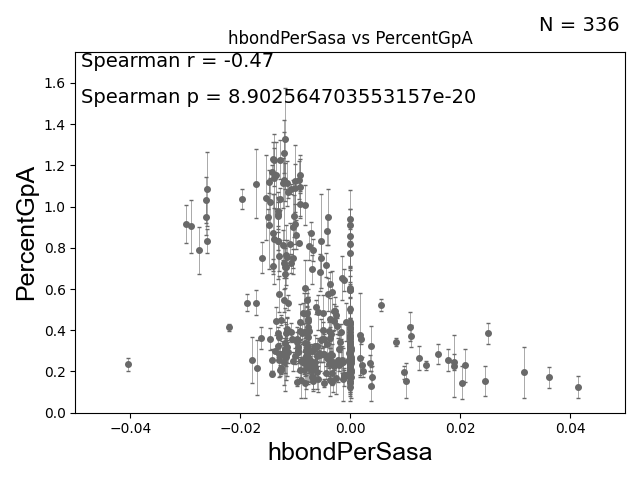 N = 336
hbondPerSasa vs PercentGpA
Spearman r = -0.47
Spearman p = 8.902564703553157e-20
1.6
1.4
1.2
1.0
0.8
0.6
0.4
0.2
0.0
PercentGpA
−0.04 −0.02 0.00 0.02 0.04
hbondPerSasa